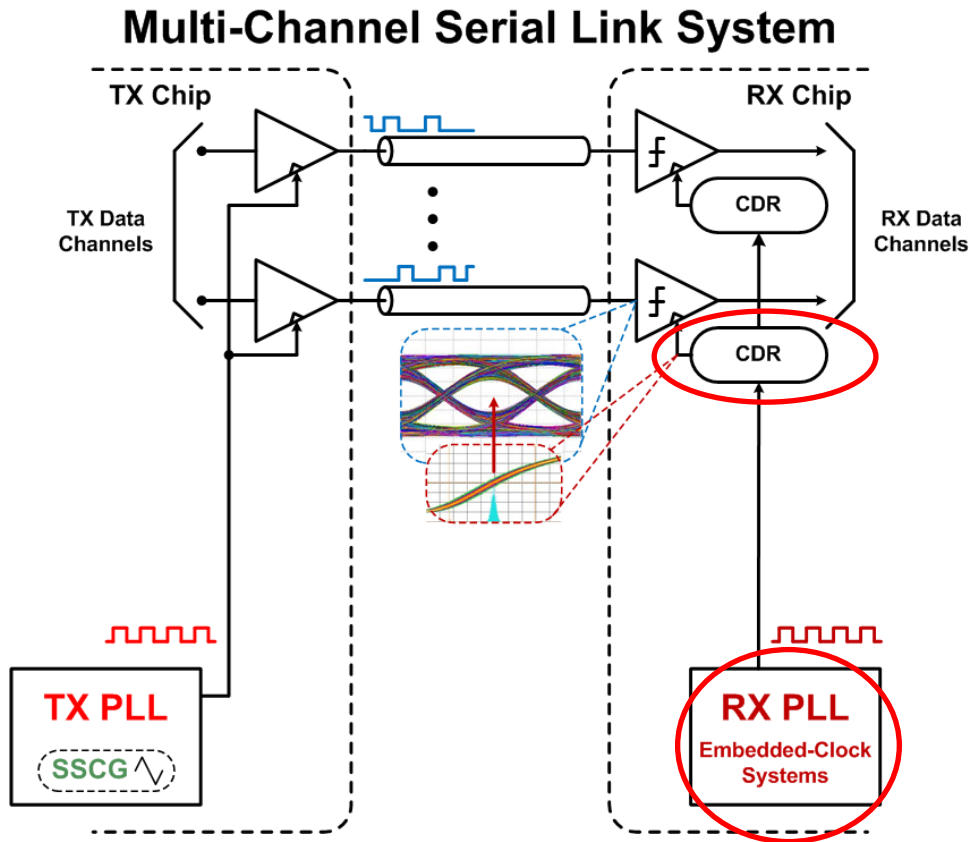 Multi-Channel Serial Link System
TX Chip
RX Chip
TX Data
Channels
CDR
RX Data
Channels
CDR
TX PLL
SSCG
RX PLL
Embedded-Clock
Systems